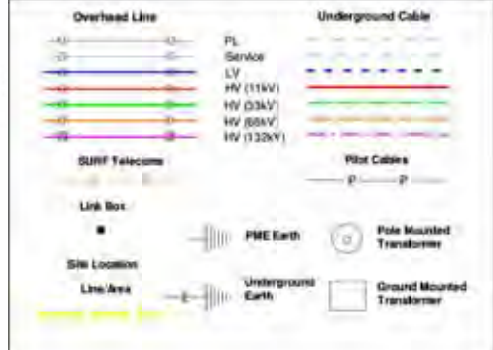 Overhead Line
Underground Cable
PL
Service
LV
HV (11kV)
HV (33kV)
HV (66kV)
HV (132kV)
SURF Telecoms
Pilot Cables
P P
Link Box
PME Earth
Pole Mounted
Transformer
Site Location
Line/Area
Underground
Earth
Ground Mounted
Transformer